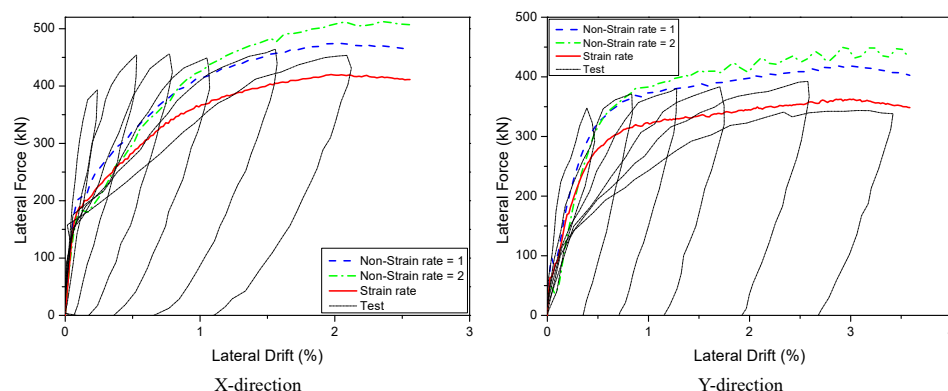 500
400
300
200
100
0
Lateral Force (kN)
0
1
2
3
Lateral Drift (%)
Non-Strain rate = 1
Non-Strain rate = 2
Strain rate
Test
X-direction
500
400
300
200
100
0
Lateral Force (kN)
0
1
2
3
Lateral Drift (%)
Non-Strain rate = 1
Non-Strain rate = 2
Strain rate
Test
Y-direction